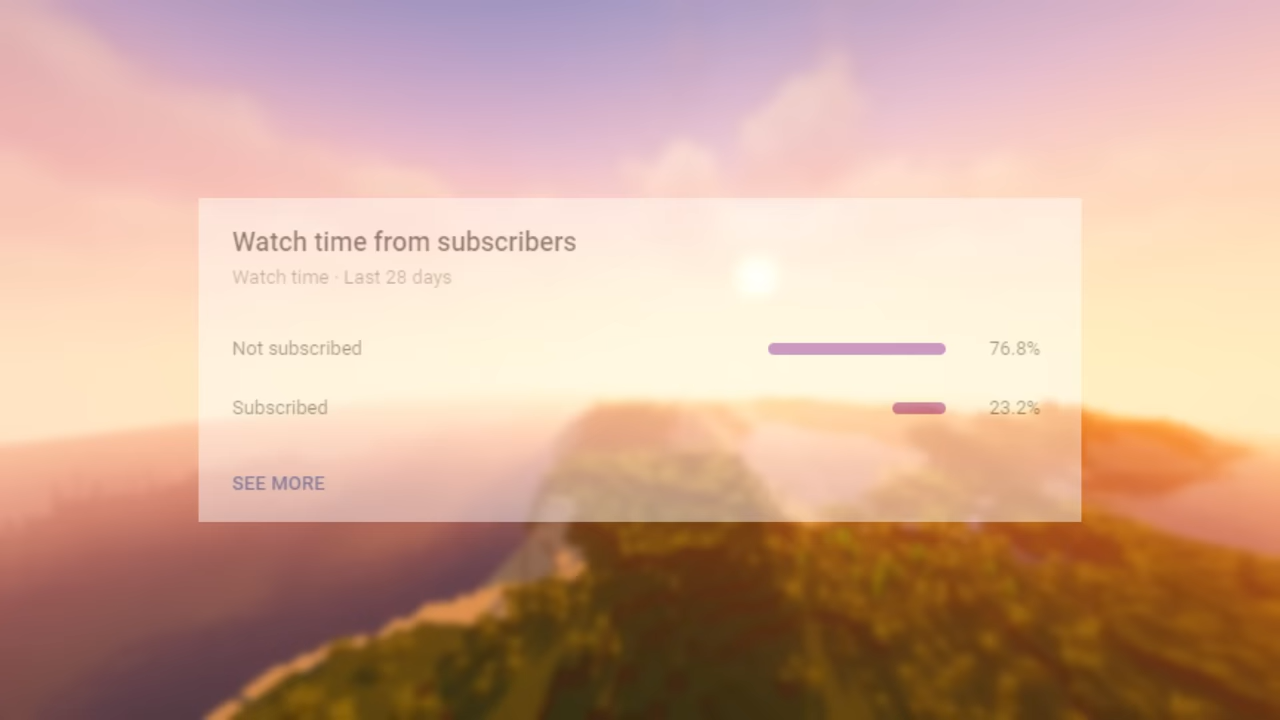 Watch time from subscribers
Watch time · Last 28 days
Not subscribed 76.8%
Subscribed 23.2%
SEE MORE